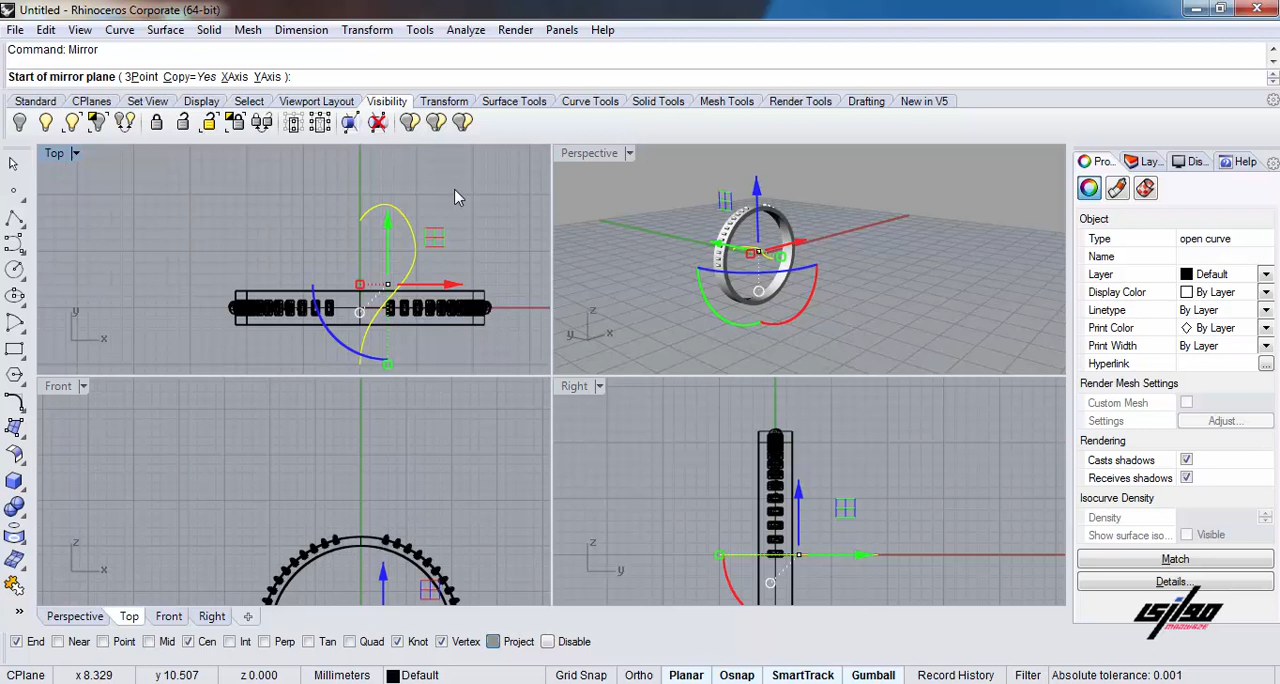 Untitled - Rhinoceros Corporate (64-bit)
File Edit View Curve Surface Solid Mesh Dimension Transform Tools Analyze Render Panels Help
Command: Mirror
Start of mirror plane ( 3Point Copy=Yes XAxis YAxis ):
Standard CPlanes Set View Display Select Viewport Layout Visibility Transform Surface Tools Curve Tools Solid Tools Mesh Tools Render Tools Drafting New in V5
Top
Perspective
Pro... Lay... Dis... Help
Object
Type open curve
Name
Layer Default
Display Color By Layer
Linetype By Layer
Print Color By Layer
Print Width By Layer
Hyperlink ...
Render Mesh Settings
Custom Mesh
Settings Adjust...
Rendering
Casts shadows
Receives shadows
Isocurve Density
Density
Show surface iso... Visible
Match
Details...
y x
z y x
Front
Right
z x
z y
Perspective Top Front Right
End Near Point Mid Cen Int Perp Tan Quad Knot Vertex Project Disable
CPlane x 8.329 y 10.507 z 0.000 Millimeters Default Grid Snap Ortho Planar Osnap SmartTrack Gumball Record History Filter Absolute tolerance: 0.001